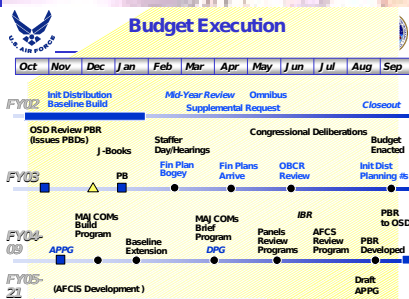 Budget Execution
U.S. AIR FORCE
Oct Nov Dec Jan Feb Mar Apr May Jun Jul Aug Sep
FY02
Init Distribution
Baseline Build
Mid-Year Review
Omnibus
Supplemental Request
Closeout
OSD Review PBR
(Issues PBDs)
J-Books
Staffer
Day/Hearings
Congressional Deliberations
Budget
Enacted
FY03
PB
Fin Plan
Bogey
Fin Plans
Arrive
OBCR
Review
Init Dist
Planning #s
FY04-
09
APPG
MAJCOMs
Build
Program
Baseline
Extension
MAJCOMs
Brief
Program
DPG
Panels
Review
Programs
IBR
AFCS
Review
Program
PBR
Developed
PBR
to OSD
FY05-
21
(AFCIS Development )
Draft
APPG